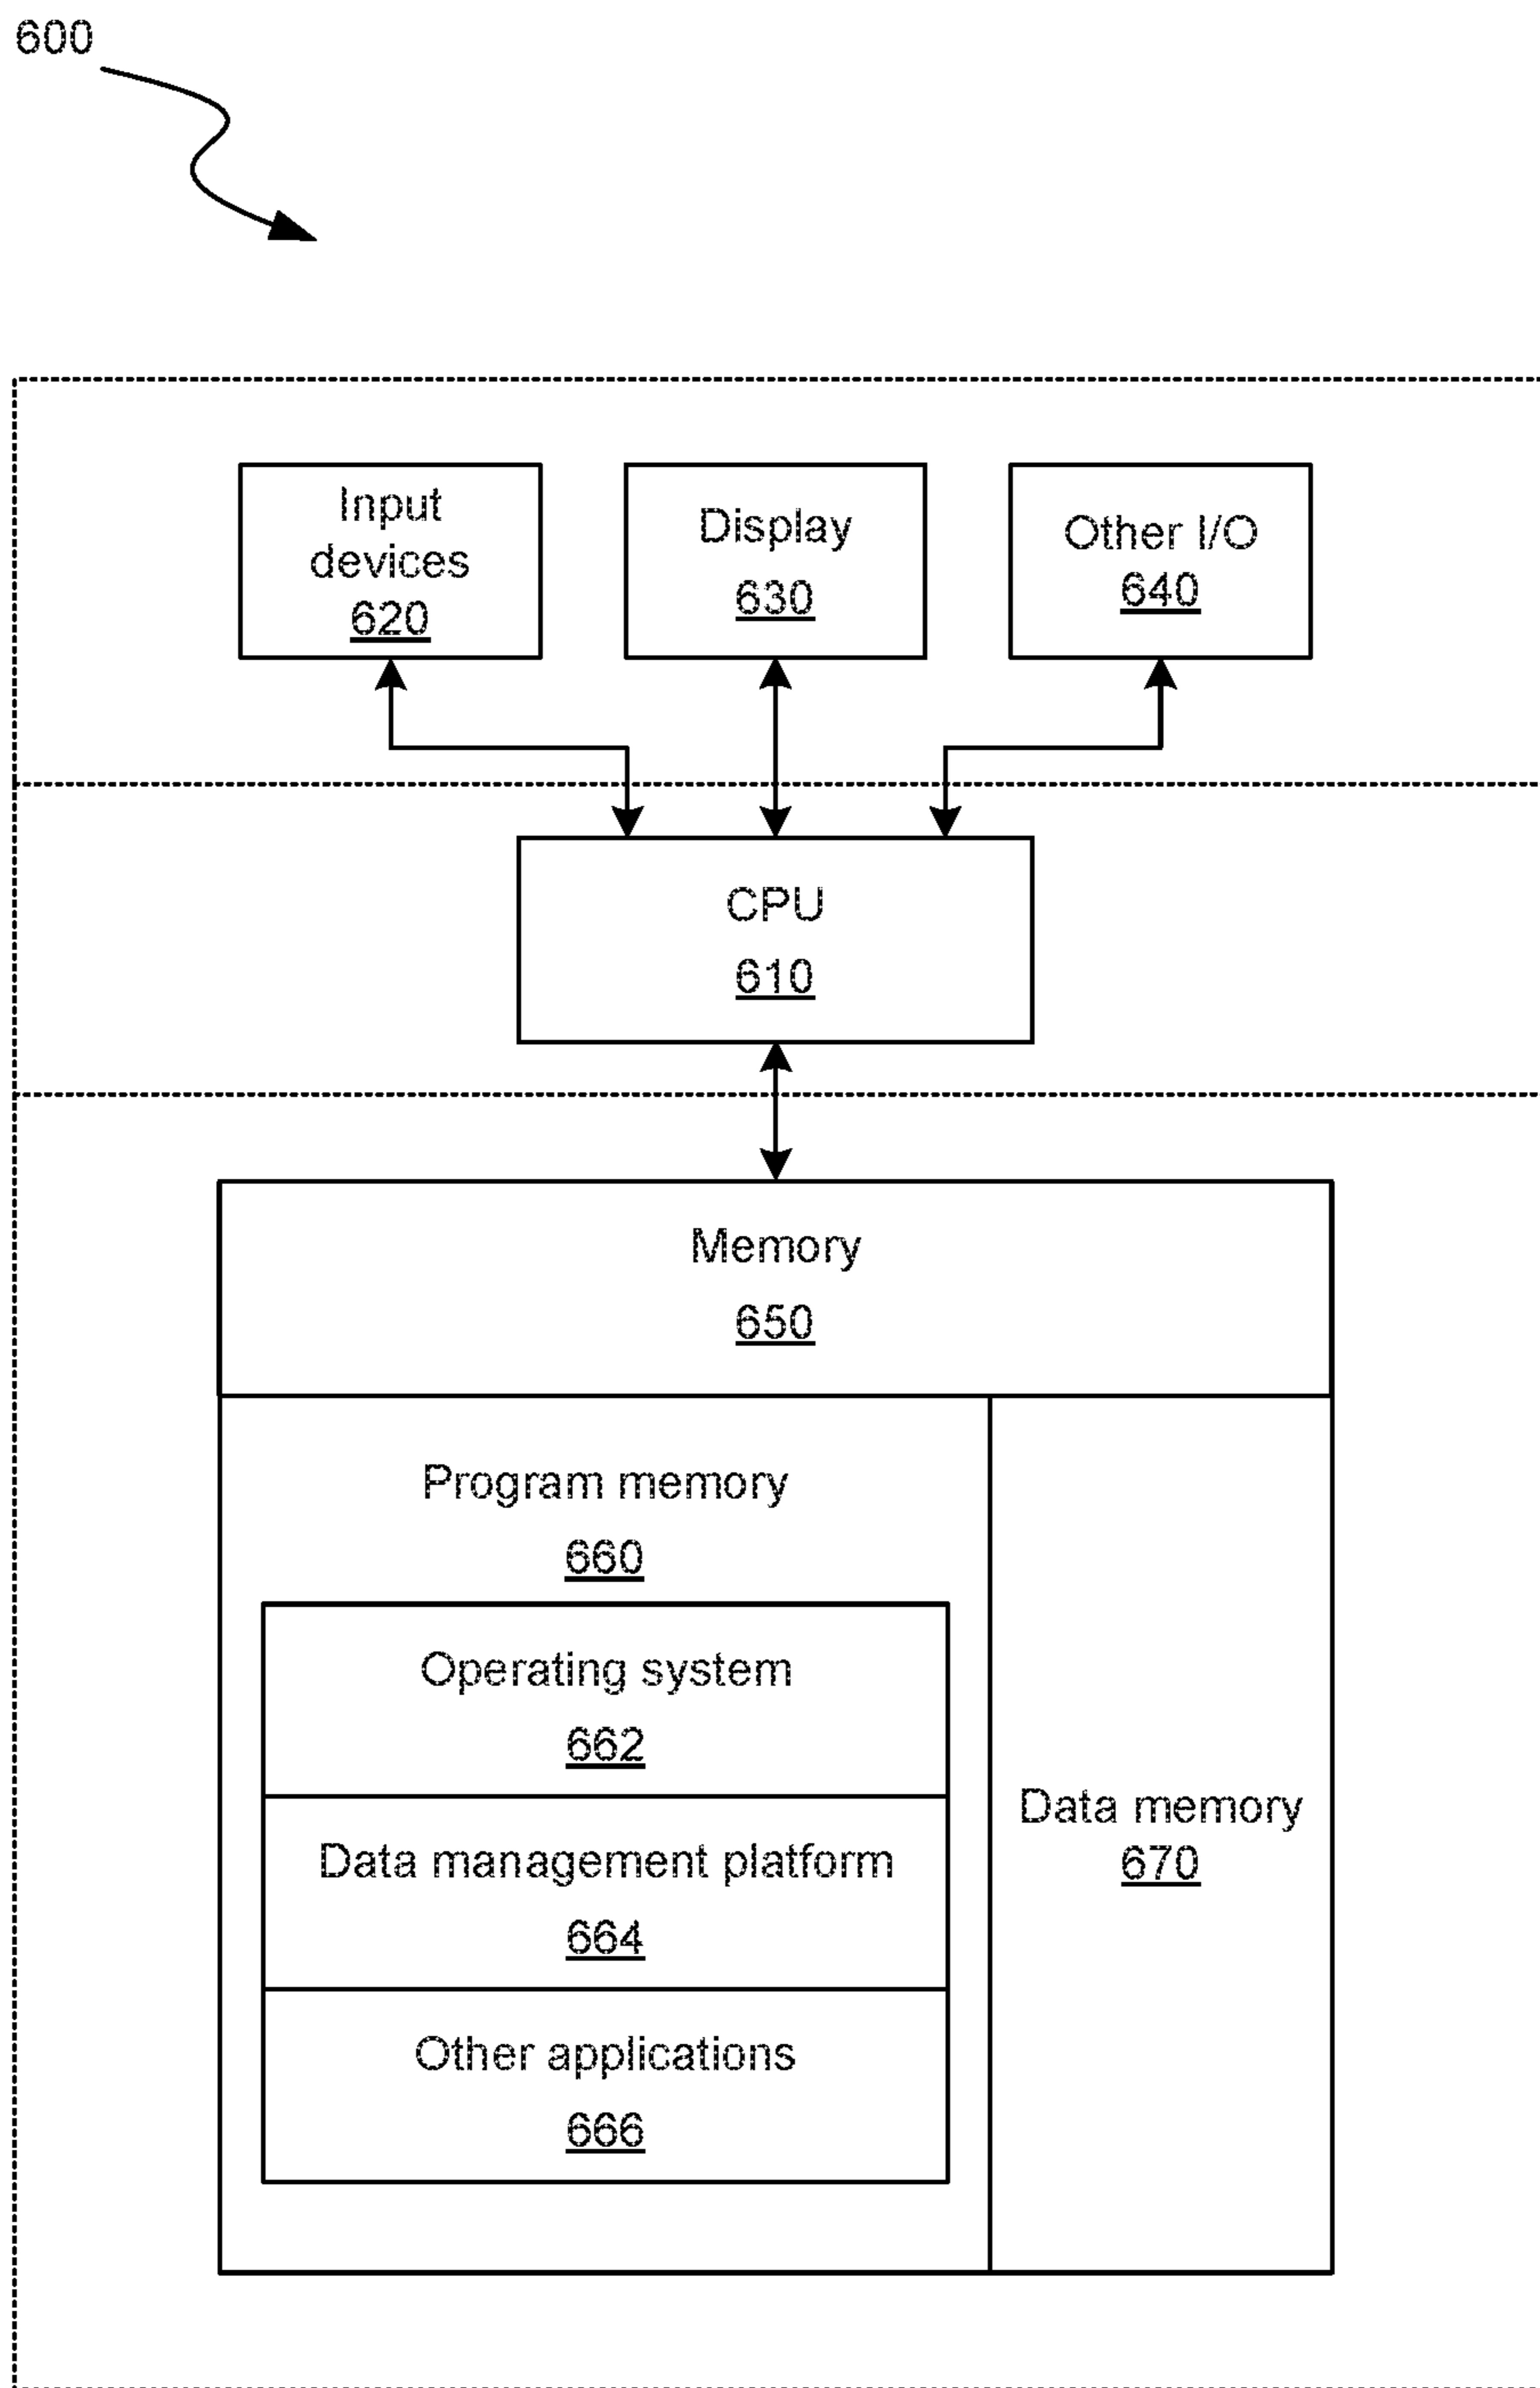 600
Input
devices
620
Display
630
Other I/O
640
CPU
610
Memory
650
Program memory
660
Operating system
662
Data management platform
664
Other applications
666
Data memory
670